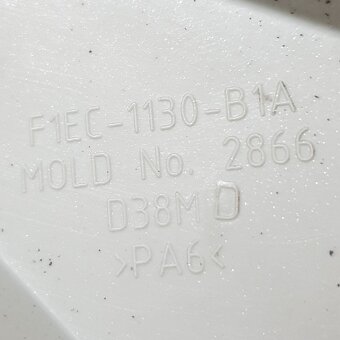 F1EC-1130-B1A
MOLD No. 2866
D38M D
>PA6<